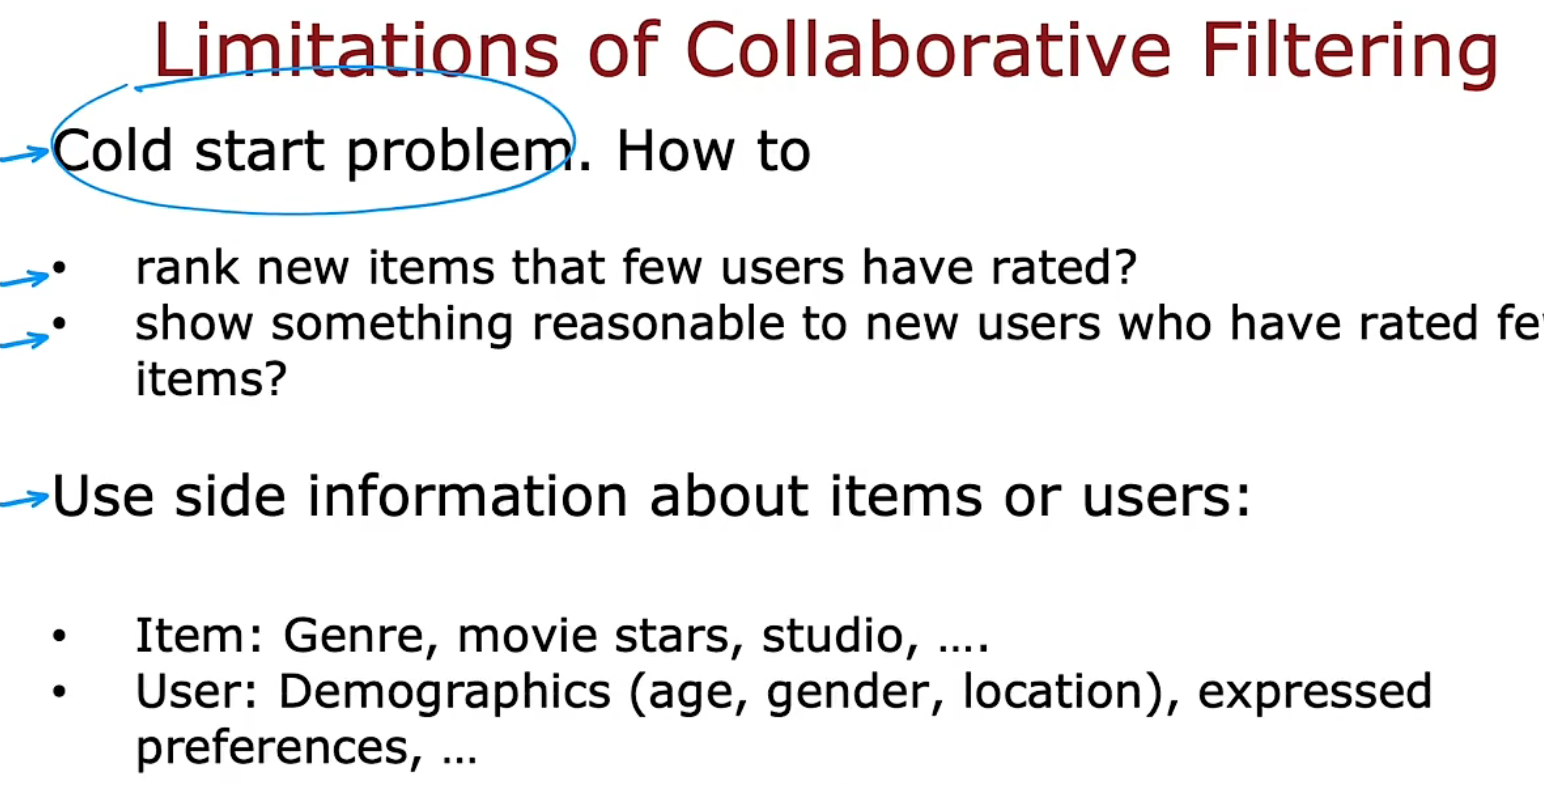 Limitations of Collaborative Filtering
Cold start problem. How to
• rank new items that few users have rated?
• show something reasonable to new users who have rated
items?
Use side information about items or users:
• Item: Genre, movie stars, studio, ....
• User: Demographics (age, gender, location), expressed
preferences, ...